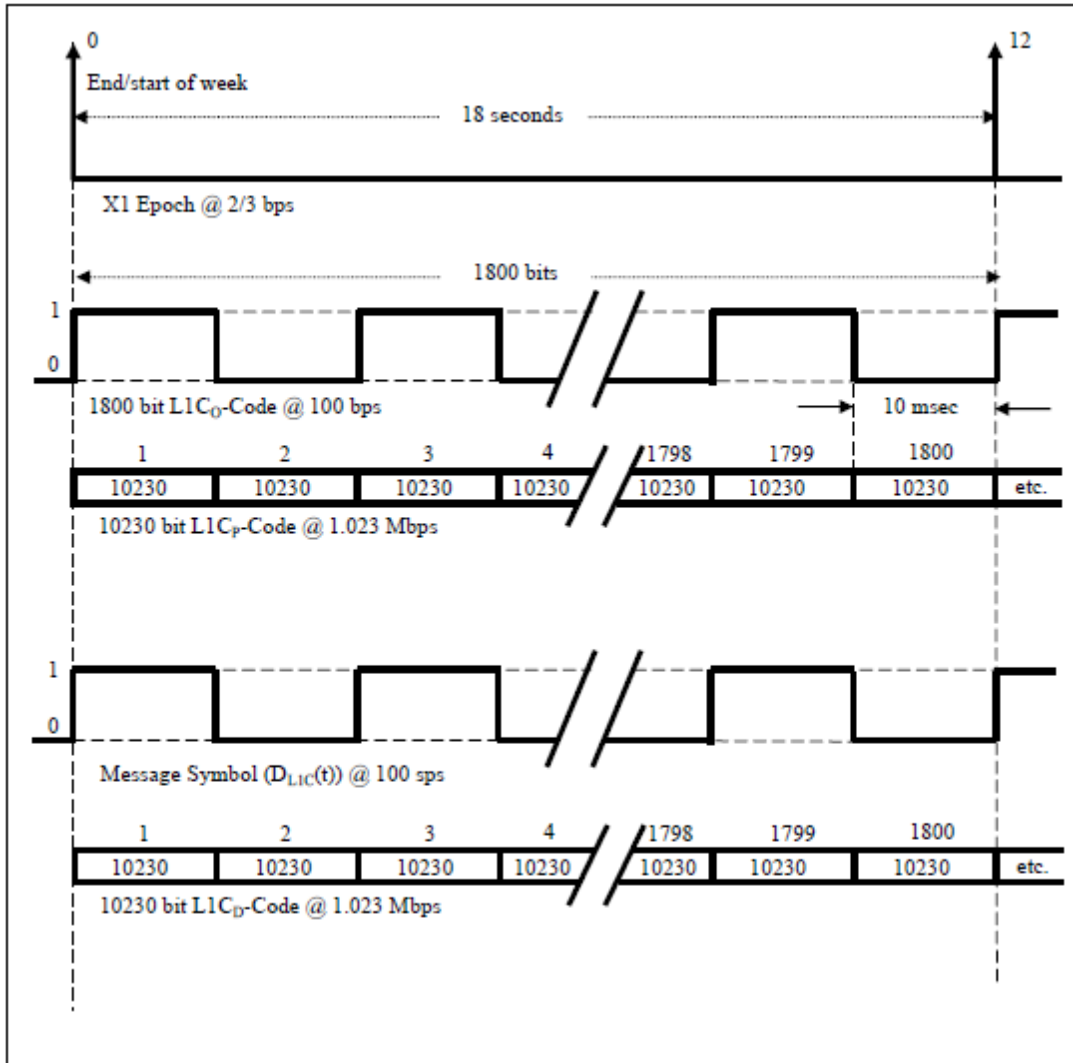 0 12
End/start of week
18 seconds
X1 Epoch @ 2/3 bps
1800 bits
1
0
1800 bit L1C₀-Code @ 100 bps
10 msec
1 2 3 4 1798 1799 1800
10230 10230 10230 10230 10230 10230 10230 etc.
10230 bit L1Cₚ-Code @ 1.023 Mbps
1
0
Message Symbol (D_L1C(t)) @ 100 sps
1 2 3 4 1798 1799 1800
10230 10230 10230 10230 10230 10230 10230 etc.
10230 bit L1C_D-Code @ 1.023 Mbps